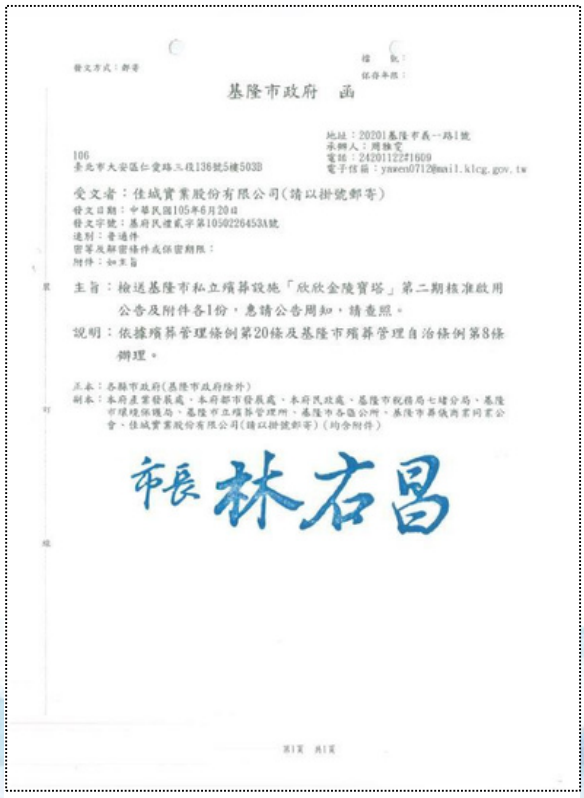 檔　　號：
保存年限：
發文方式：郵寄
基隆市政府　函
地址：20201基隆市義一路1號
承辦人：周雅雯
電話：24201122#1609
電子信箱：yawen0712@mail.klcg.gov.tw
106
臺北市大安區仁愛路三段136號5樓503D
受文者：佳城實業股份有限公司(請以掛號郵寄)
發文日期：中華民國105年6月20日
發文字號：基府民禮貳字第1050226453A號
速別：普通件
密等及解密條件或保密期限：
附件：如主旨
主旨：檢送基隆市私立殯葬設施「欣欣金陵寶塔」第二期核准啟用
公告及附件各1份，惠請公告周知，請查照。
說明：依據殯葬管理條例第20條及基隆市殯葬管理自治條例第8條
辦理。
正本：各縣市政府(基隆市政府除外)
副本：本府產業發展處、本府都市發展處、本府民政處、基隆市稅務局七堵分局、基隆
市環境保護局、基隆市立殯葬管理所、基隆市各區公所、基隆市葬儀商業同業公
會、佳城實業股份有限公司(請以掛號郵寄)(均含附件)
市長 林右昌
裝
訂
線
第1頁　共1頁